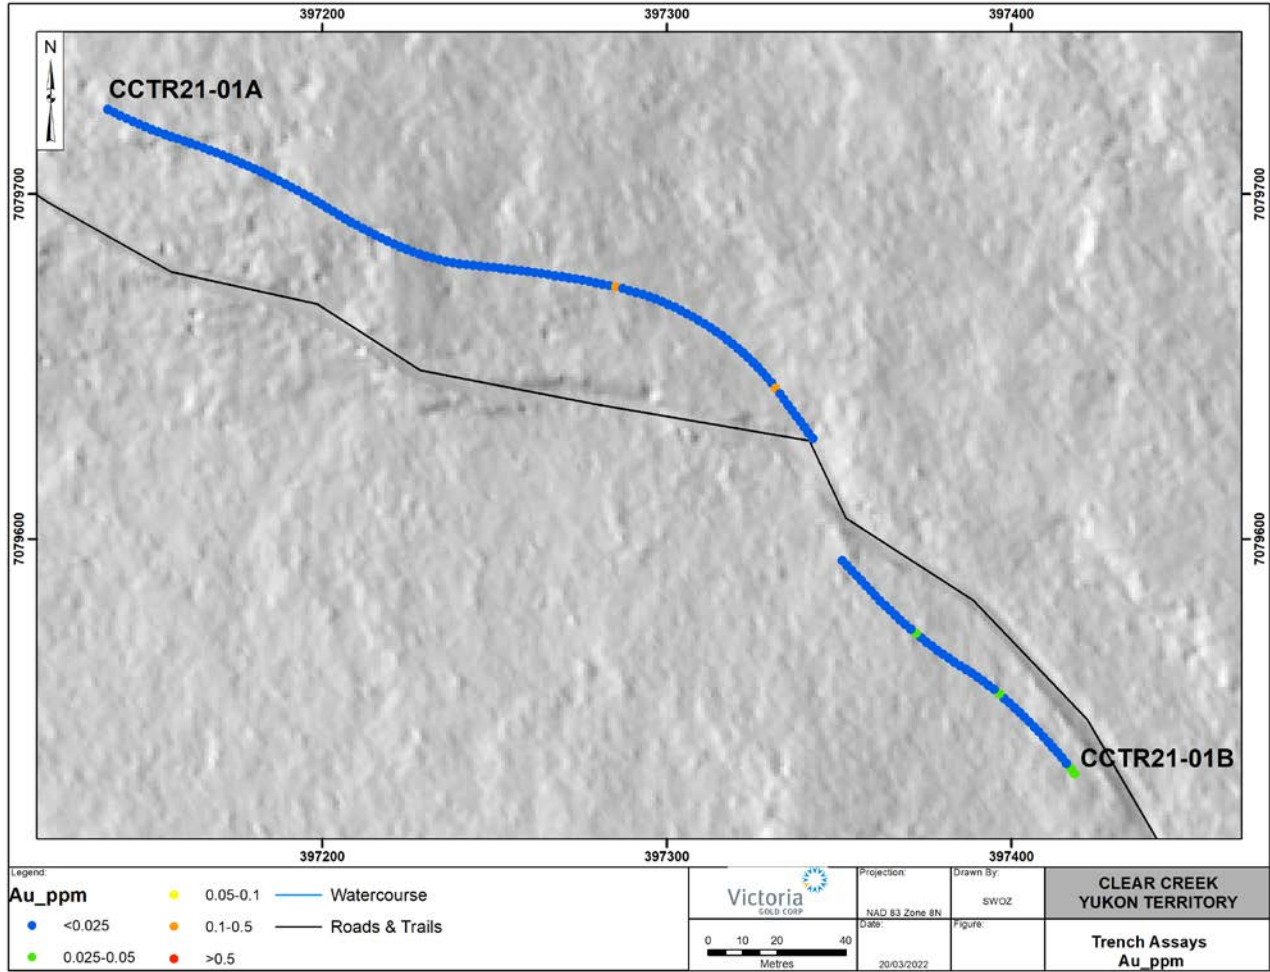 397200 397300 397400
N
CCTR21-01A
7079700 7079700
7079600 7079600
CCTR21-01B
397200 397300 397400
Legend:
Au_ppm
<0.025
0.025-0.05
0.05-0.1
0.1-0.5
>0.5
Watercourse
Roads & Trails
Victoria
GOLD CORP
0 10 20 40
Metres
Projection:
NAD 83 Zone 8N
Drawn By:
SWOZ
Date:
20/03/2022
Figure:
CLEAR CREEK
YUKON TERRITORY
Trench Assays
Au_ppm